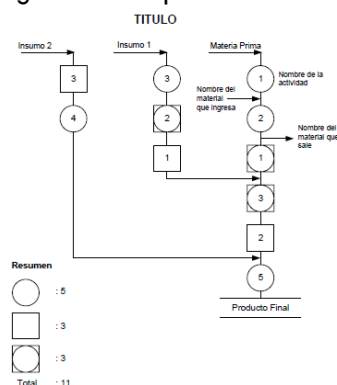 TITULO
Insumo 2
Insumo 1
Materia Prima
3
3
1
Nombre de la
actividad
Nombre del
material
que ingresa
4
2
2
Nombre del
material que
sale
1
1
3
2
5
Producto Final
Resumen
: 5
: 3
: 3
Total : 11